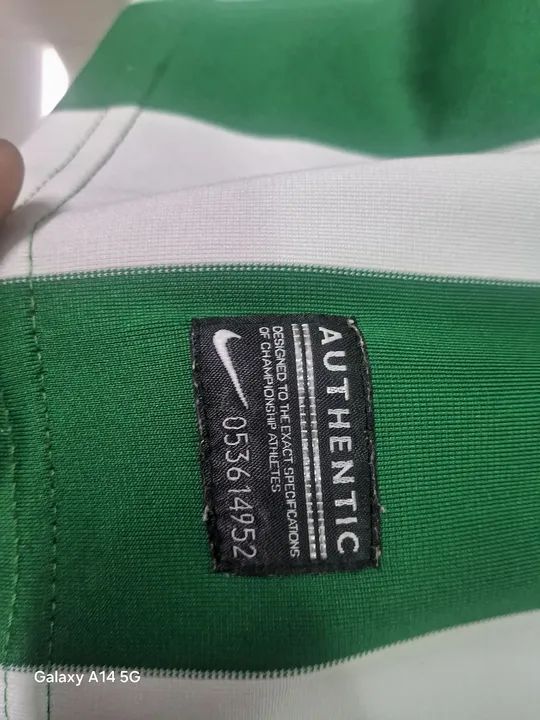 AUTHENTIC
DESIGNED TO THE EXACT SPECIFICATIONS
OF CHAMPIONSHIP ATHLETES
053614952
Galaxy A14 5G